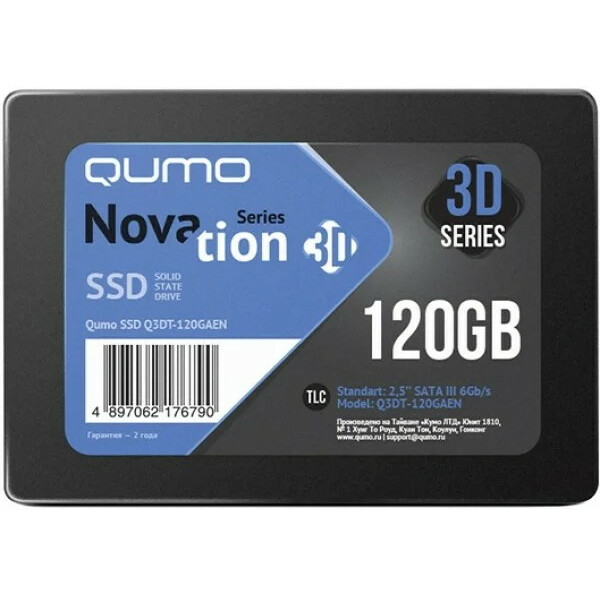 QUMO
Novation Series 3D
SSD SOLID STATE DRIVE
Qumo SSD Q3DT-120GAEN
4 897062 176790
Гарантия – 2 года
3D
SERIES
120GB
TLC
Standart: 2,5" SATA III 6Gb/s
Model: Q3DT-120GAEN
Произведено на Тайване «Кумо ЛТД» Юнит 1810,
№ 1 Хунг То Роуд, Куан Тон, Коулун, Гонконг
www.qumo.ru | support@qumo.ru